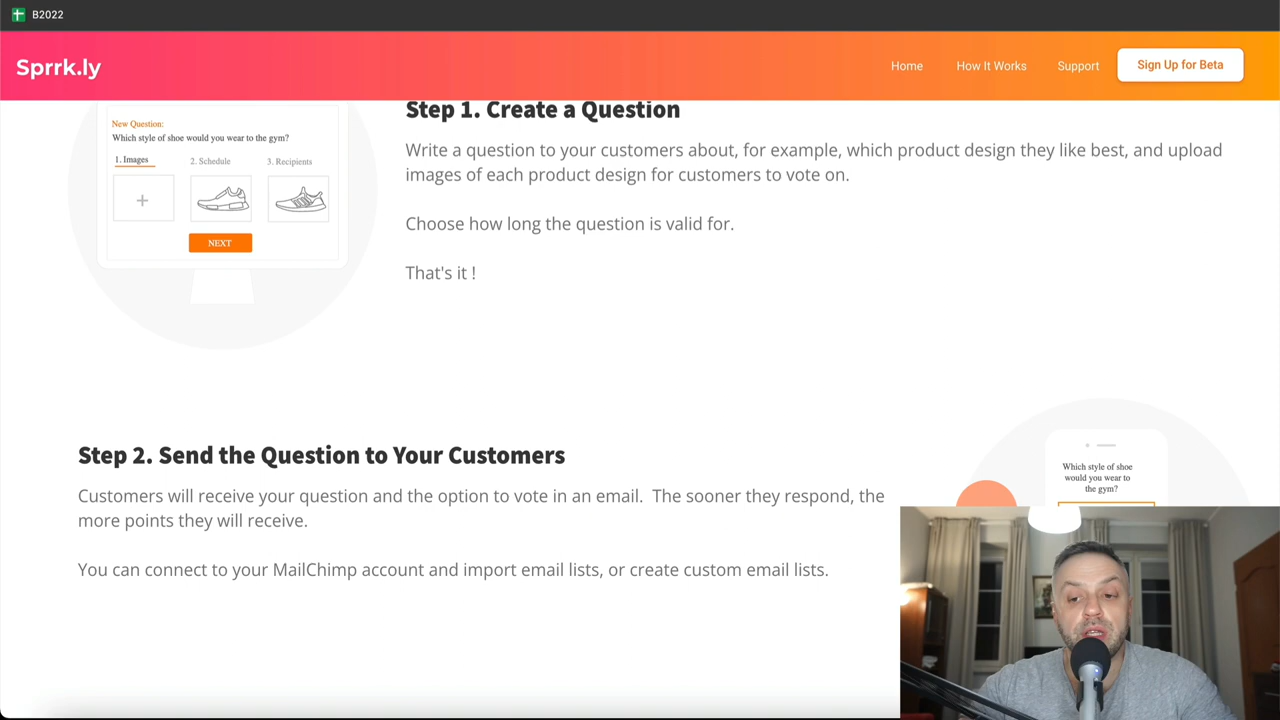 B2022
Sprrk.ly
Home
How It Works
Support
Sign Up for Beta
New Question:
Which style of shoe would you wear to the gym?
1. Images
2. Schedule
3. Recipients
+
NEXT
Step 1. Create a Question
Write a question to your customers about, for example, which product design they like best, and upload
images of each product design for customers to vote on.
Choose how long the question is valid for.
That's it !
Step 2. Send the Question to Your Customers
Customers will receive your question and the option to vote in an email.  The sooner they respond, the
more points they will receive.
You can connect to your MailChimp account and import email lists, or create custom email lists.
Which style of shoe
would you wear to
the gym?